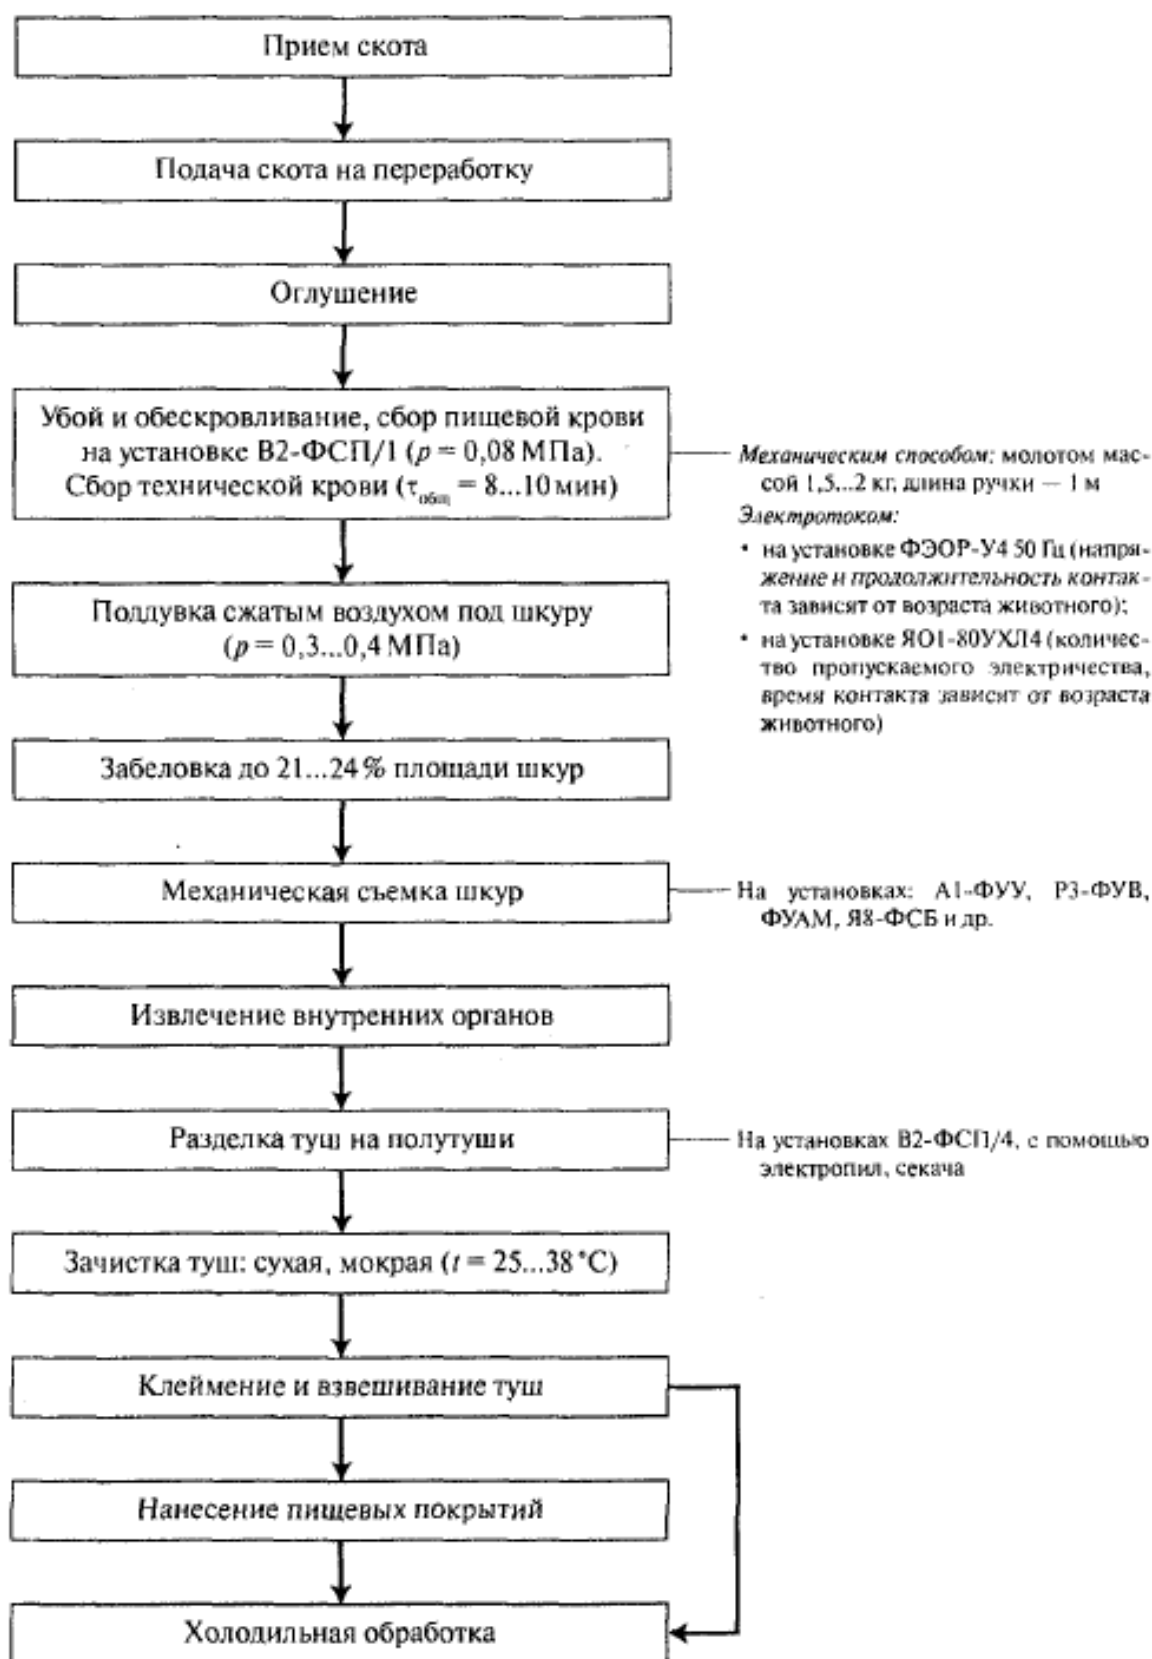 Прием скота
Подача скота на переработку
Оглушение
Убой и обескровливание, сбор пищевой крови
на установке В2-ФСП/1 (p = 0,08 МПа).
Сбор технической крови (τобщ = 8...10 мин)
Механическим способом: молотом мас-
сой 1,5...2 кг, длина ручки — 1 м
Электротоком:
• на установке ФЭОР-У4 50 Гц (напря-
жение и продолжительность контак-
та зависят от возраста животного);
• на установке ЯО1-80УХЛ4 (количес-
тво пропускаемого электричества,
время контакта зависит от возраста
животного)
Поддувка сжатым воздухом под шкуру
(p = 0,3...0,4 МПа)
Забеловка до 21...24 % площади шкур
Механическая съемка шкур
На установках: А1-ФУУ, Р3-ФУВ,
ФУАМ, Я8-ФСБ и др.
Извлечение внутренних органов
Разделка туш на полутуши
На установках В2-ФСП/4, с помощью
электропил, секача
Зачистка туш: сухая, мокрая (t = 25...38 °С)
Клеймение и взвешивание туш
Нанесение пищевых покрытий
Холодильная обработка